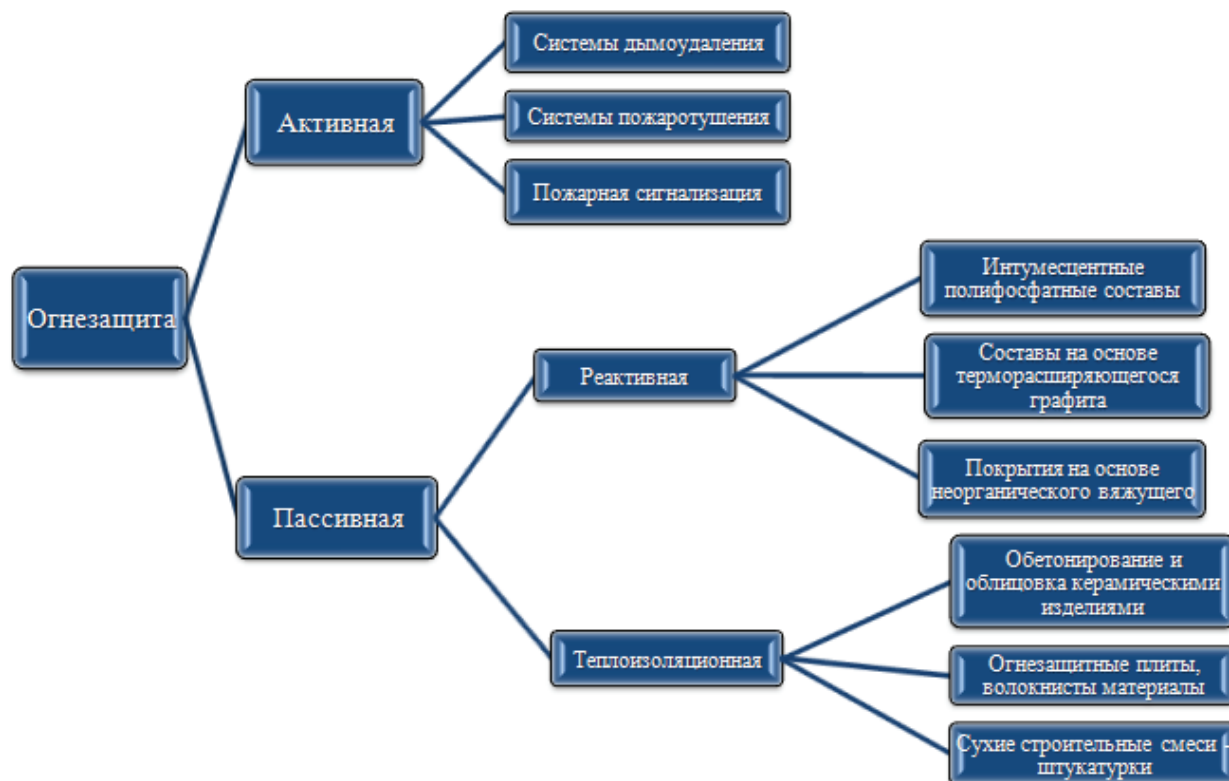 Огнезащита
Активная
Системы дымоудаления
Системы пожаротушения
Пожарная сигнализация
Пассивная
Реактивная
Интумесцентные
полифосфатные составы
Составы на основе
терморасширяющегося
графита
Покрытия на основе
неорганического вяжущего
Теплоизоляционная
Обетонирование и
облицовка керамическими
изделиями
Огнезащитные плиты,
волокнисты материалы
Сухие строительные смеси -
штукатурки